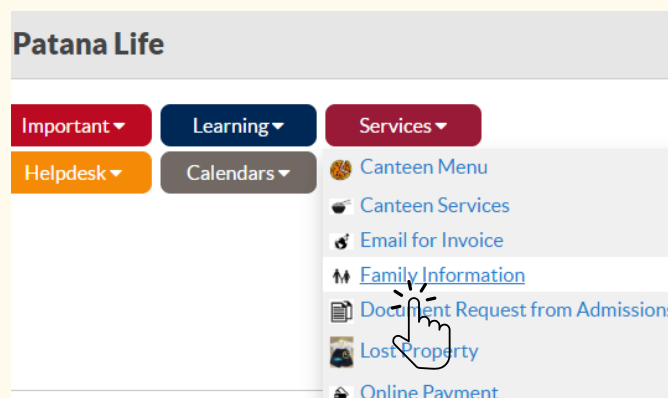 Patana Life
Important
Learning
Services
Helpdesk
Calendars
Canteen Menu
Canteen Services
Email for Invoice
Family Information
Document Request from Admissions
Lost Property
Online Payment